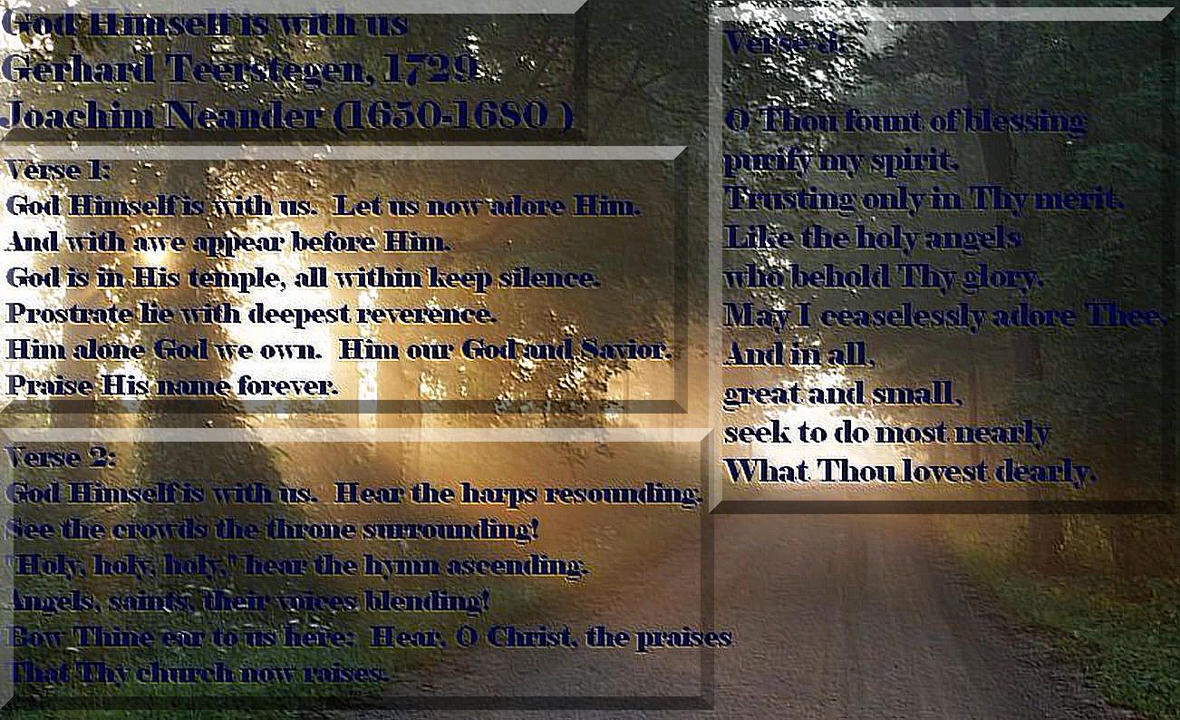 God Himself is with us
Gerhard Teerstegen, 1729
Joachim Neander (1650-1680 )
Verse 1:
God Himself is with us.  Let us now adore Him.
And with awe appear before Him.
God is in His temple, all within keep silence.
Prostrate lie with deepest reverence.
Him alone God we own.  Him our God and Savior.
Praise His name forever.
Verse 2:
God Himself is with us.  Hear the harps resounding.
See the crowds the throne surrounding!
"Holy, holy, holy," hear the hymn ascending.
Angels, saints, their voices blending!
Bow Thine ear to us here:  Hear, O Christ, the praises
That Thy church now raises.
Verse 3:
O Thou fount of blessing
purify my spirit.
Trusting only in Thy merit.
Like the holy angels
who behold Thy glory.
May I ceaselessly adore Thee.
And in all,
great and small,
seek to do most nearly
What Thou lovest dearly.